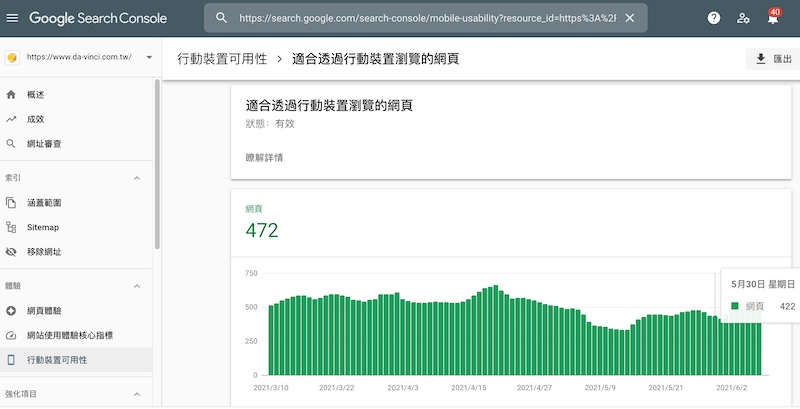 Google Search Console
https://search.google.com/search-console/mobile-usability?resource_id=https%3A%2F
40
https://www.da-vinci.com.tw/
行動裝置可用性 > 適合透過行動裝置瀏覽的網頁
匯出
概述
成效
網址審查
索引
涵蓋範圍
Sitemap
移除網址
體驗
網頁體驗
網站使用體驗核心指標
行動裝置可用性
強化項目
適合透過行動裝置瀏覽的網頁
狀態: 有效
瞭解詳情
網頁
472
750
500
250
0
2021/3/10
2021/3/22
2021/4/3
2021/4/15
2021/4/27
2021/5/9
2021/5/21
2021/6/2
5月30日 星期日
網頁 422